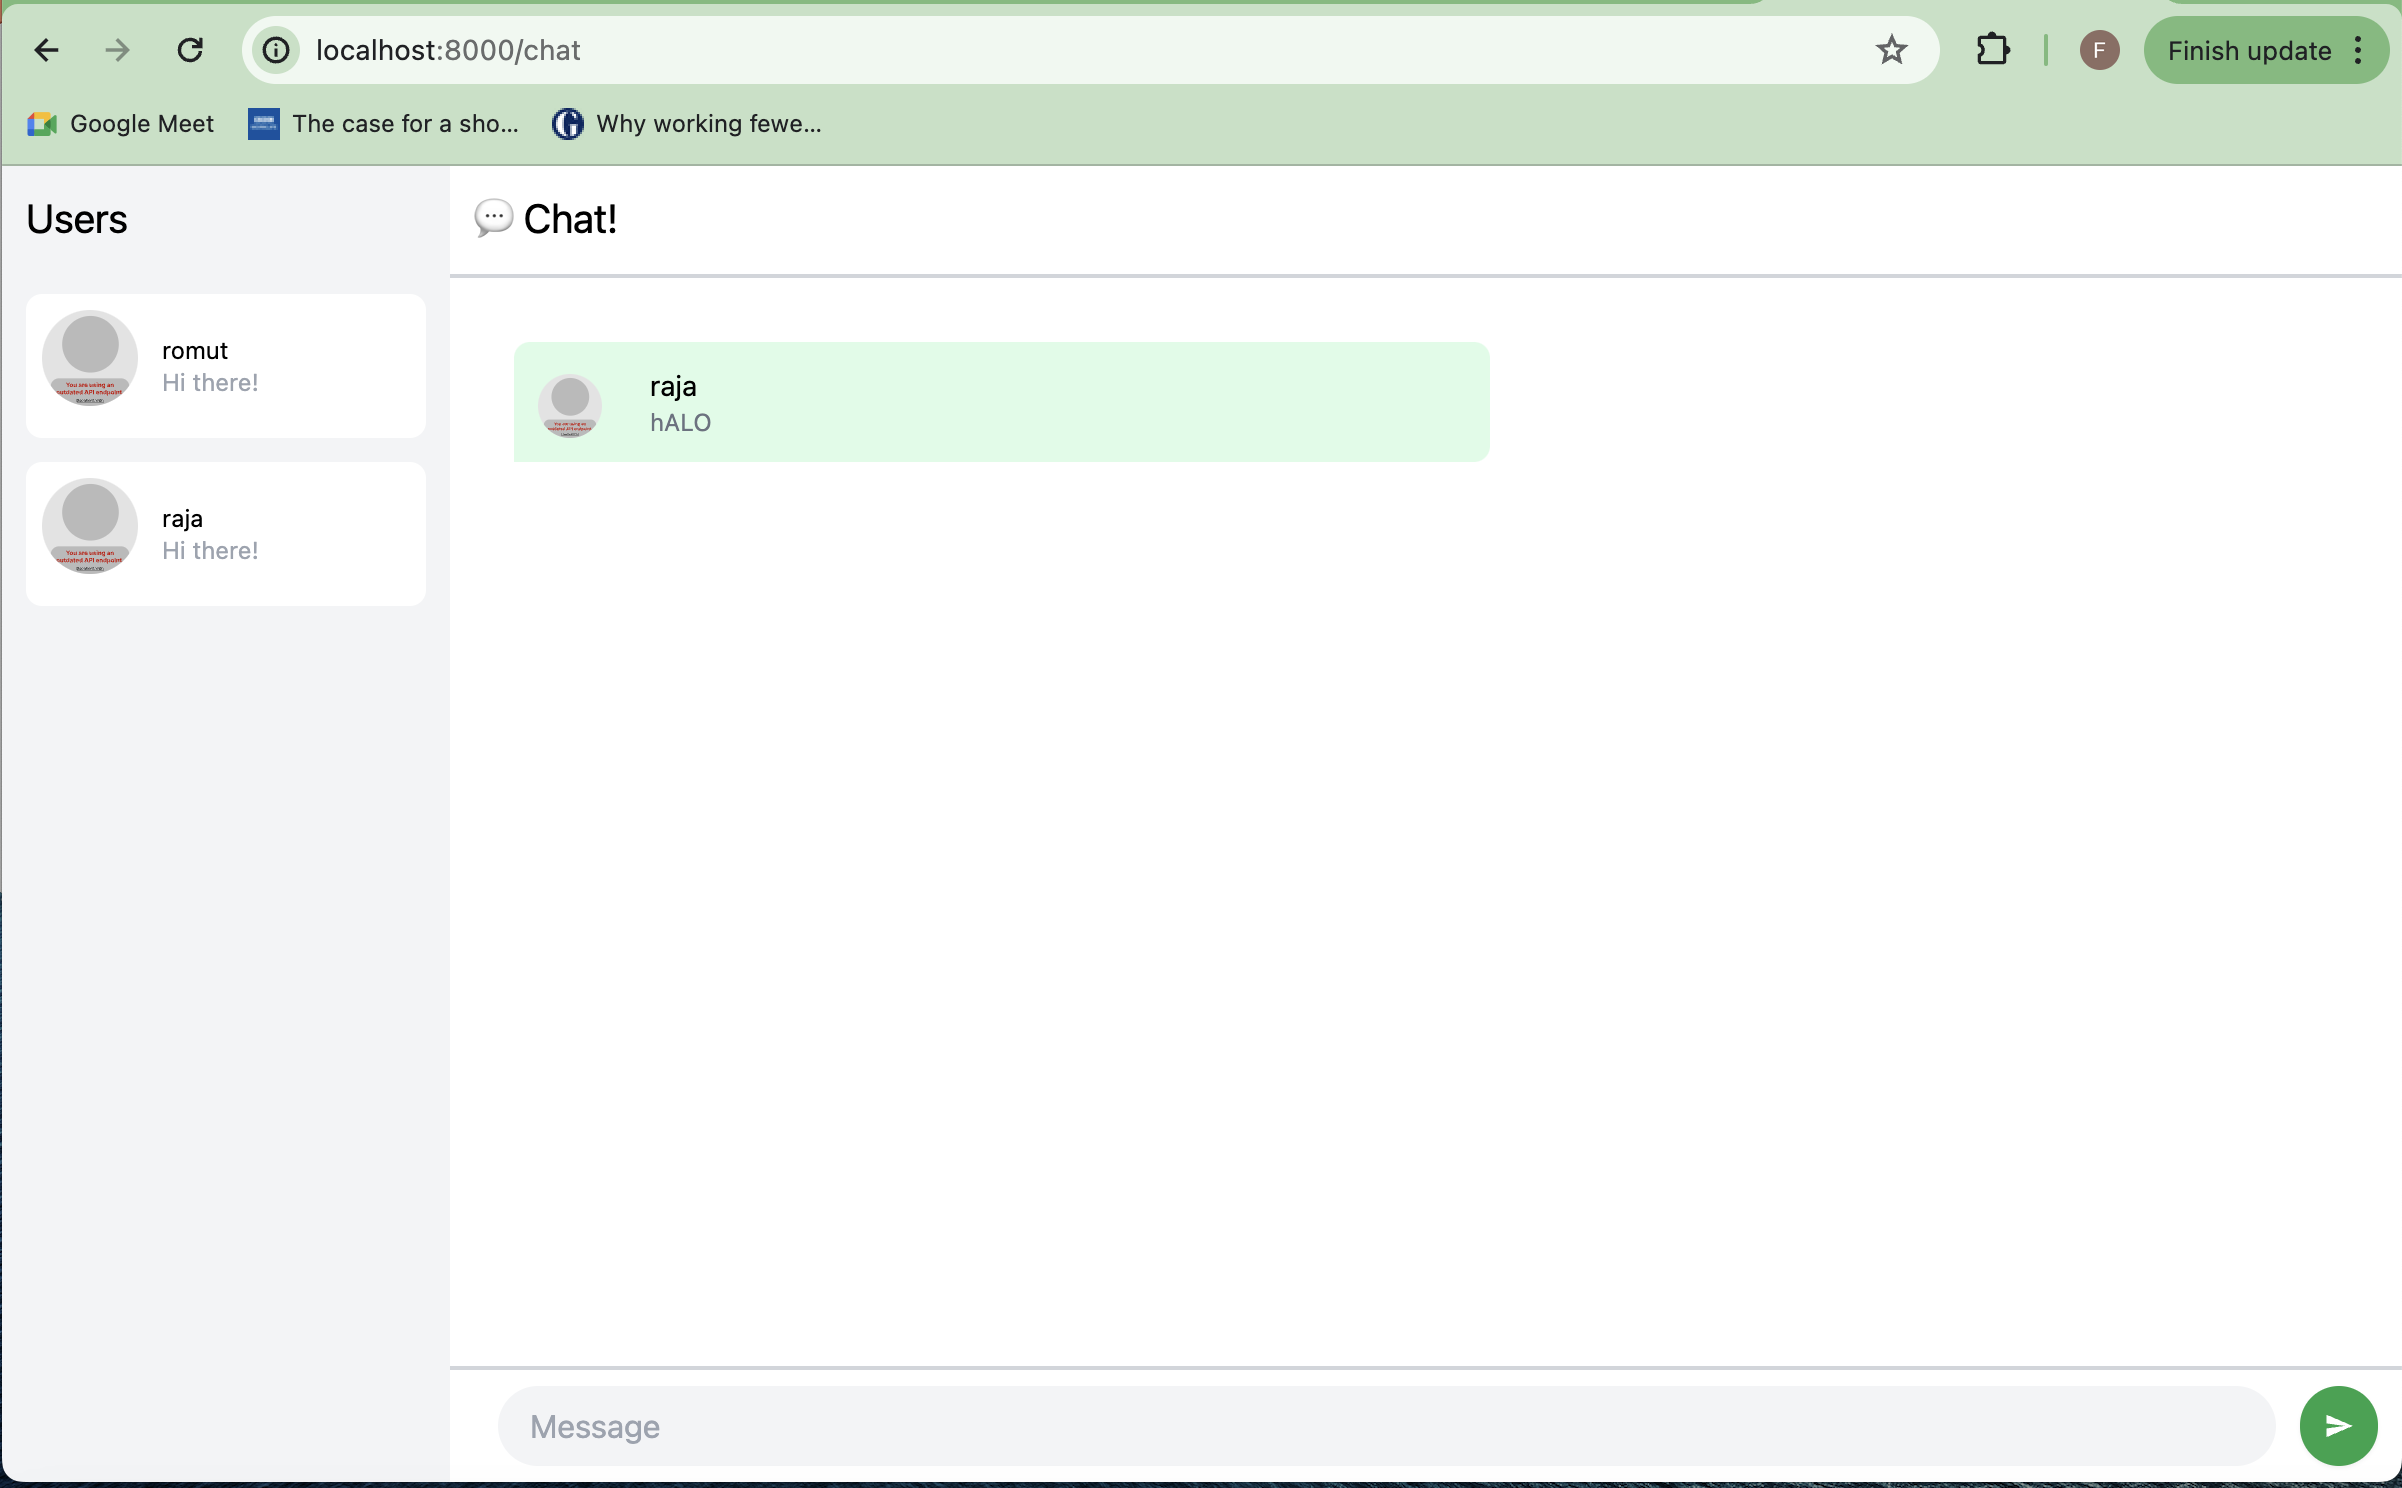 localhost:8000/chat
F
Finish update
Google Meet
The case for a sho...
Why working fewe...
Users
💬 Chat!
romut
Hi there!
You are using an
outdated API endpoint
raja
Hi there!
You are using an
outdated API endpoint
raja
hALO
Message